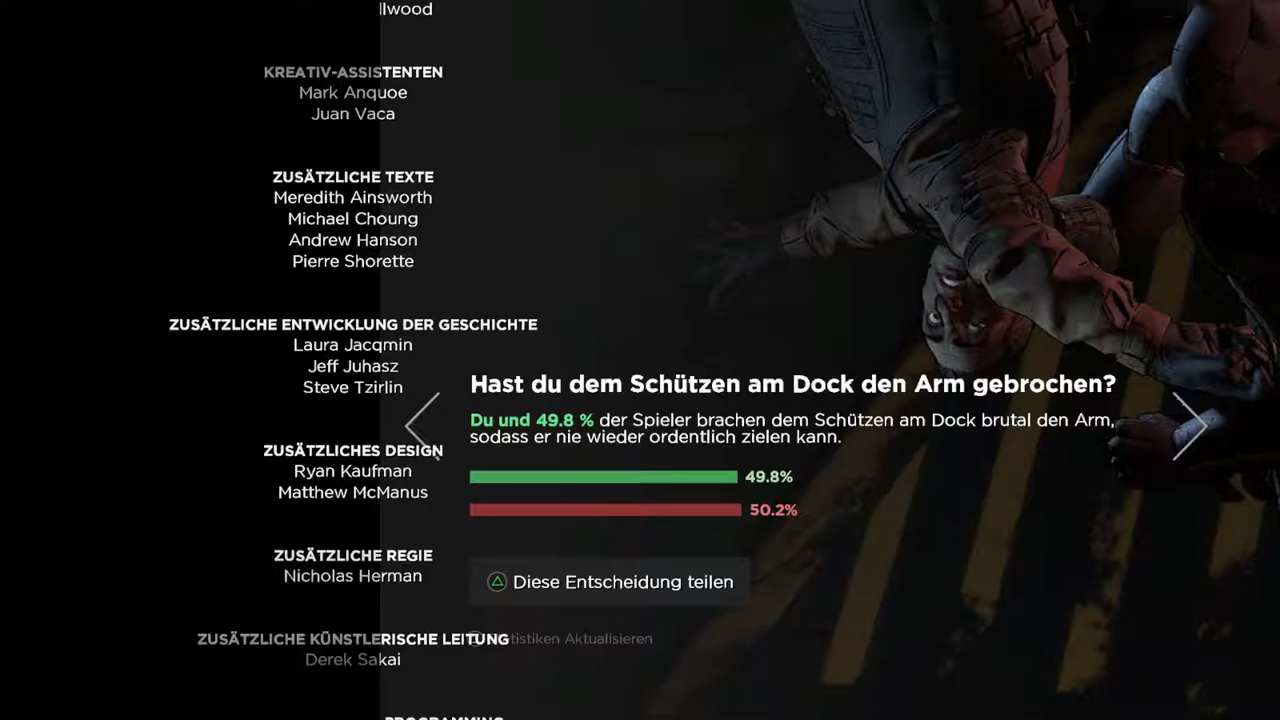 llwood
KREATIV-ASSISTENTEN
Mark Anquoe
Juan Vaca
ZUSÄTZLICHE TEXTE
Meredith Ainsworth
Michael Choung
Andrew Hanson
Pierre Shorette
ZUSÄTZLICHE ENTWICKLUNG DER GESCHICHTE
Laura Jacqmin
Jeff Juhasz
Steve Tzirlin
ZUSÄTZLICHES DESIGN
Ryan Kaufman
Matthew McManus
ZUSÄTZLICHE REGIE
Nicholas Herman
ZUSÄTZLICHE KÜNSTLERISCHE LEITUNG
Derek Sakai
PROGRAMMING
Hast du dem Schützen am Dock den Arm gebrochen?
Du und 49.8 % der Spieler brachen dem Schützen am Dock brutal den Arm,
sodass er nie wieder ordentlich zielen kann.
49.8%
50.2%
Diese Entscheidung teilen
Aktualisieren